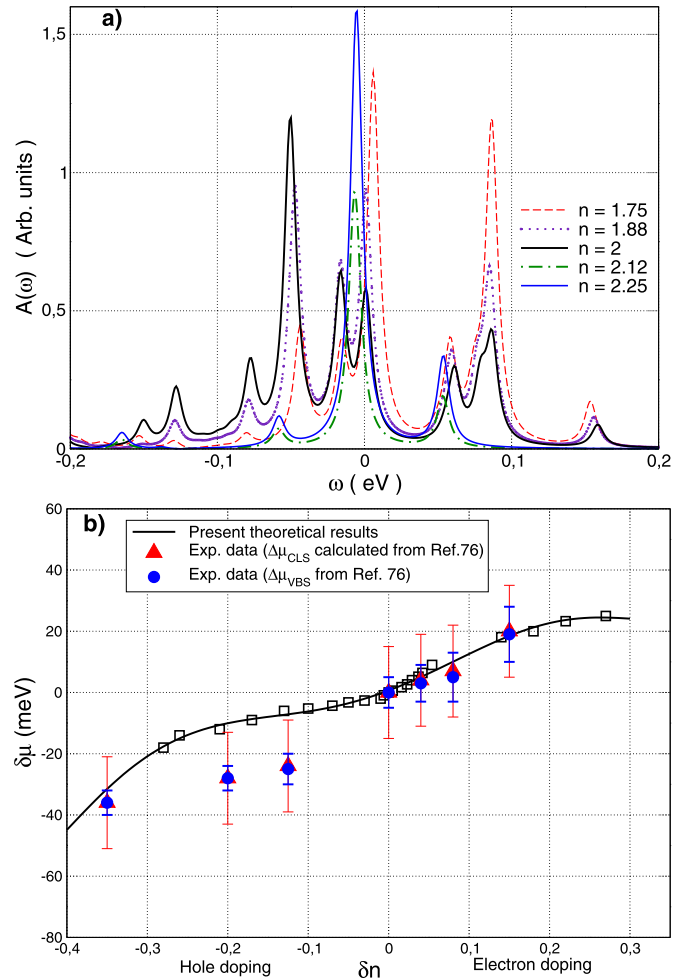 a)
1,5
1
0,5
0
A(ω) ( Arb. units )
n = 1.75
n = 1.88
n = 2
n = 2.12
n = 2.25
-0,2 -0,1 0 0,1 0,2
ω ( eV )
b)
60
40
20
0
-20
-40
-60
-80
δμ (meV)
Present theoretical results
Exp. data (ΔμCLS calculated from Ref.76)
Exp. data (ΔμVBS from Ref. 76)
-0,4 -0,3 -0,2 -0,1 0 0,1 0,2 0,3
Hole doping δn Electron doping